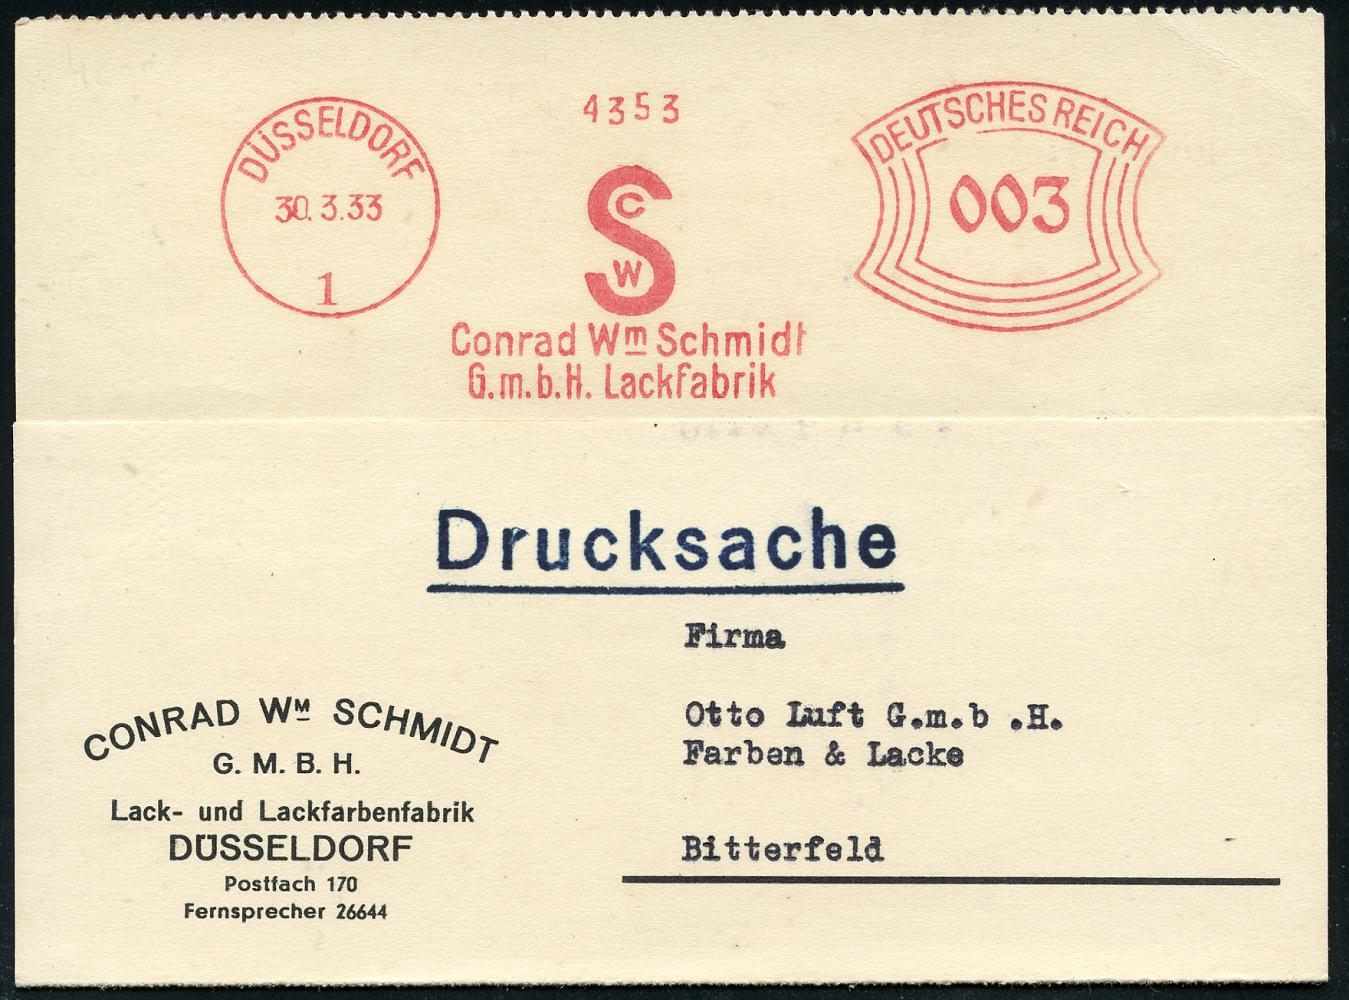 4353
DÜSSELDORF
30.3.33
1
C
S
W
Conrad Wm Schmidt
G.m.b.H. Lackfabrik
DEUTSCHES REICH
003
Drucksache
Firma
Otto Luft G.m.b .H.
Farben & Lacke
Bitterfeld
CONRAD WM SCHMIDT
G. M. B. H.
Lack- und Lackfarbenfabrik
DÜSSELDORF
Postfach 170
Fernsprecher 26644